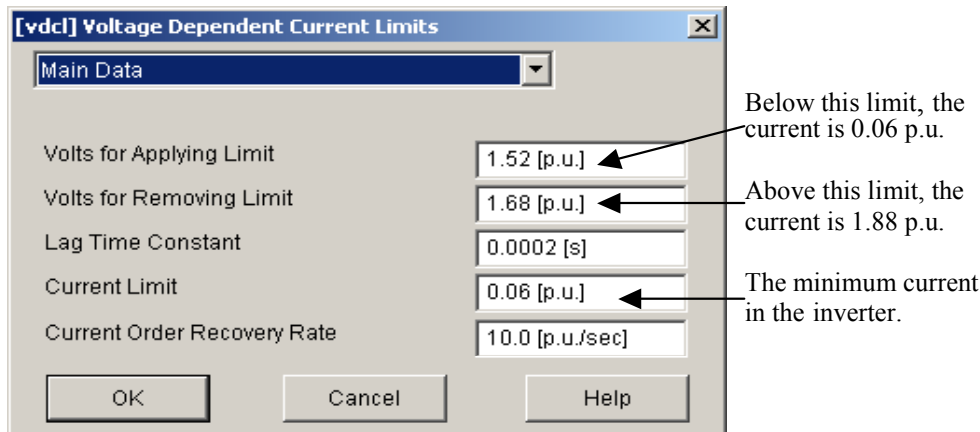 [vdcl] Voltage Dependent Current Limits
Main Data
Volts for Applying Limit 1.52 [p.u.]
Volts for Removing Limit 1.68 [p.u.]
Lag Time Constant 0.0002 [s]
Current Limit 0.06 [p.u.]
Current Order Recovery Rate 10.0 [p.u./sec]
OK Cancel Help
Below this limit, the
current is 0.06 p.u.
Above this limit, the
current is 1.88 p.u.
The minimum current
in the inverter.